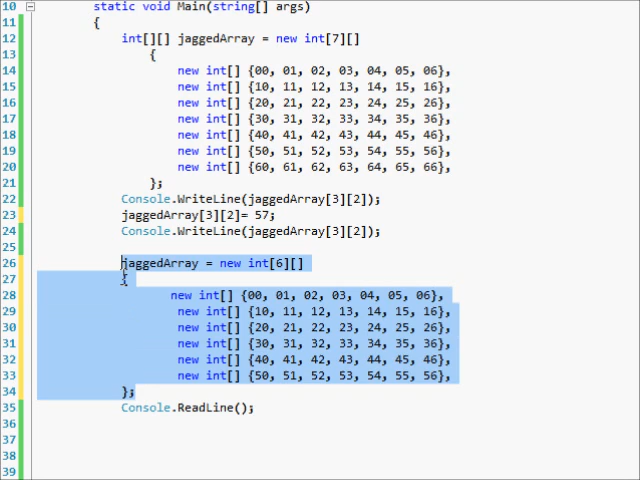 10 static void Main(string[] args)
11 {
12 int[][] jaggedArray = new int[7][]
13 {
14 new int[] {00, 01, 02, 03, 04, 05, 06},
15 new int[] {10, 11, 12, 13, 14, 15, 16},
16 new int[] {20, 21, 22, 23, 24, 25, 26},
17 new int[] {30, 31, 32, 33, 34, 35, 36},
18 new int[] {40, 41, 42, 43, 44, 45, 46},
19 new int[] {50, 51, 52, 53, 54, 55, 56},
20 new int[] {60, 61, 62, 63, 64, 65, 66},
21 };
22 Console.WriteLine(jaggedArray[3][2]);
23 jaggedArray[3][2]= 57;
24 Console.WriteLine(jaggedArray[3][2]);
25
26 jaggedArray = new int[6][]
27 {
28 new int[] {00, 01, 02, 03, 04, 05, 06},
29 new int[] {10, 11, 12, 13, 14, 15, 16},
30 new int[] {20, 21, 22, 23, 24, 25, 26},
31 new int[] {30, 31, 32, 33, 34, 35, 36},
32 new int[] {40, 41, 42, 43, 44, 45, 46},
33 new int[] {50, 51, 52, 53, 54, 55, 56},
34 };
35 Console.ReadLine();
36
37
38
39